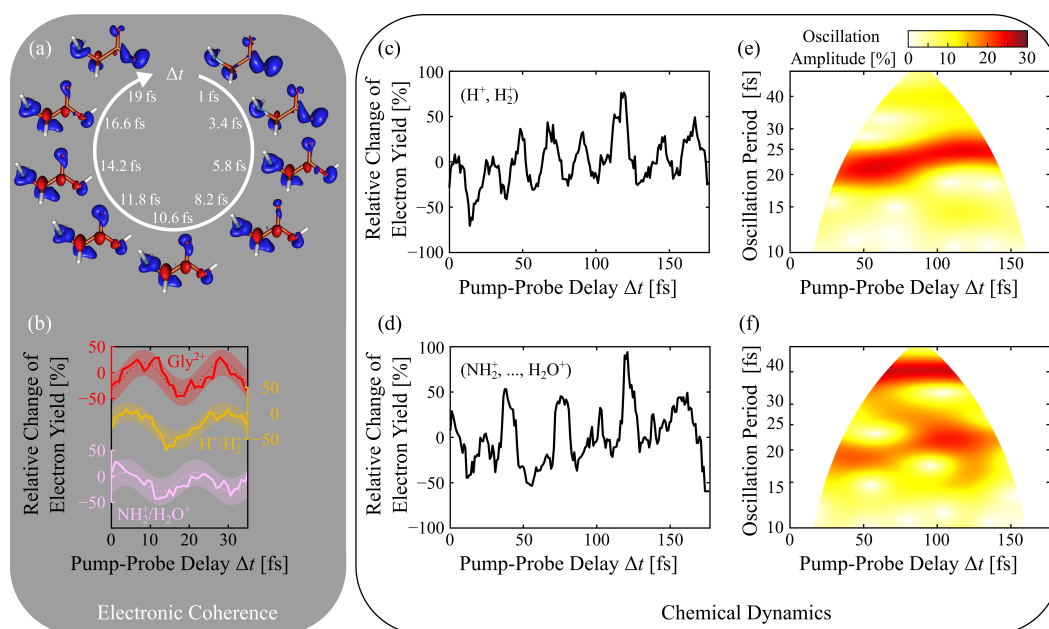 (a)
Δt
19 fs
1 fs
16.6 fs
3.4 fs
14.2 fs
5.8 fs
11.8 fs
8.2 fs
10.6 fs
(b)
Relative Change of
Electron Yield [%]
50
0
−50
50
0
−50
50
0
−50
Gly²⁺
H⁺/H₂⁺
NH₂⁺/H₂O⁺
0 10 20 30
Pump-Probe Delay Δt [fs]
Electronic Coherence
(c)
Relative Change of
Electron Yield [%]
100
50
0
−50
−100
(H⁺, H₂⁺)
0 50 100 150
Pump-Probe Delay Δt [fs]
(d)
Relative Change of
Electron Yield [%]
100
50
0
−50
−100
(NH₂⁺, ..., H₂O⁺)
0 50 100 150
Pump-Probe Delay Δt [fs]
(e)
Oscillation
Amplitude [%]
0 10 20 30
Oscillation Period [fs]
40
30
25
20
15
10
0 50 100 150
Pump-Probe Delay Δt [fs]
(f)
Oscillation Period [fs]
40
30
25
20
15
10
0 50 100 150
Pump-Probe Delay Δt [fs]
Chemical Dynamics